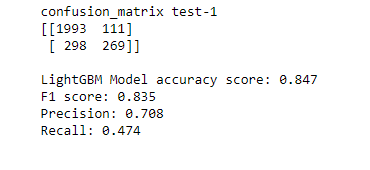 confusion_matrix test-1
[[1993  111]
 [ 298  269]]
LightGBM Model accuracy score: 0.847
F1 score: 0.835
Precision: 0.708
Recall: 0.474